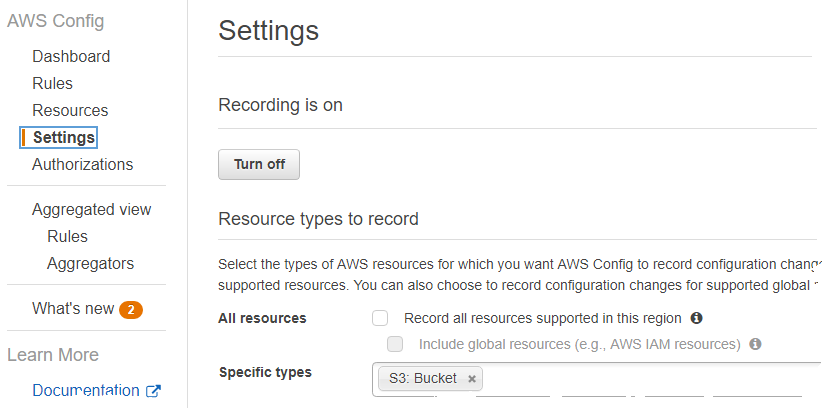 AWS Config
Dashboard
Rules
Resources
Settings
Authorizations
Aggregated view
Rules
Aggregators
What's new 2
Learn More
Documentation
Settings
Recording is on
Turn off
Resource types to record
Select the types of AWS resources for which you want AWS Config to record configuration
supported resources. You can also choose to record configuration changes for supported global
All resources Record all resources supported in this region
Include global resources (e.g., AWS IAM resources)
Specific types S3: Bucket ×